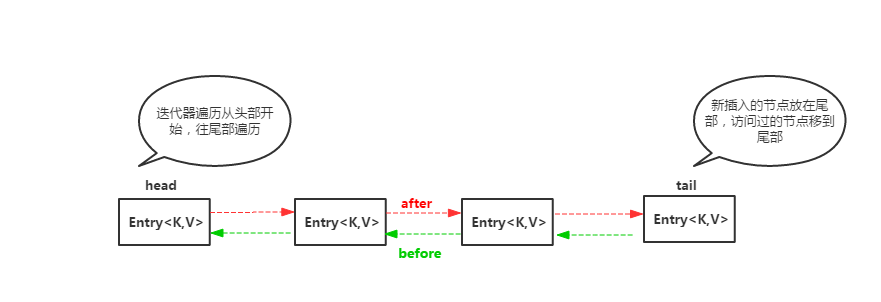 迭代器遍历从头部开
始，往尾部遍历
新插入的节点放在尾
部，访问过的节点移到
尾部
head
tail
after
Entry<K,V>
Entry<K,V>
Entry<K,V>
Entry<K,V>
before